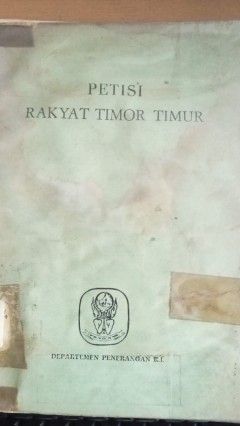 PETISI
RAKYAT TIMOR TIMUR
DEPARTEMEN PENERANGAN R.I.